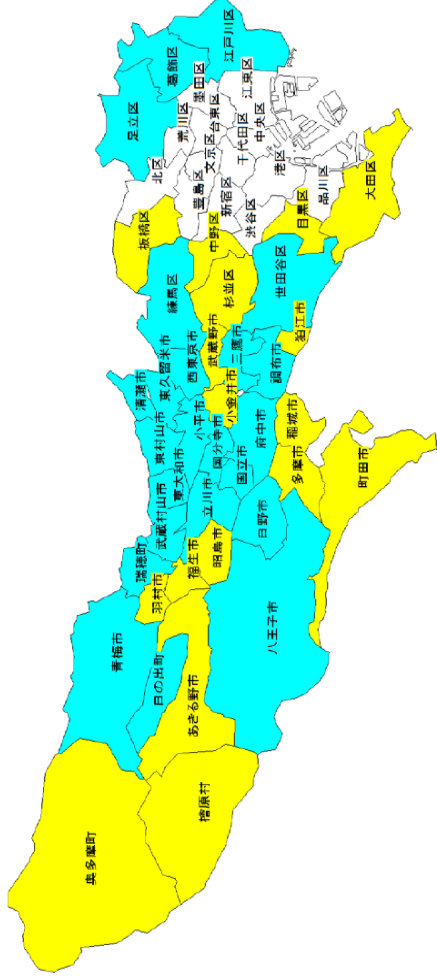 奥多摩町
檜原村
青梅市
日の出町
あきる野市
八王子市
瑞穂町
羽村市
福生市
昭島市
武蔵村山市
立川市
日野市
東大和市
東村山市
国分寺市
国立市
府中市
多摩市
稲城市
町田市
清瀬市
東久留米市
小平市
小金井市
西東京市
武蔵野市
三鷹市
調布市
狛江市
練馬区
杉並区
世田谷区
板橋区
中野区
目黒区
大田区
北区
豊島区
新宿区
渋谷区
品川区
足立区
荒川区
文京区
台東区
千代田区
中央区
港区
葛飾区
墨田区
江東区
江戸川区